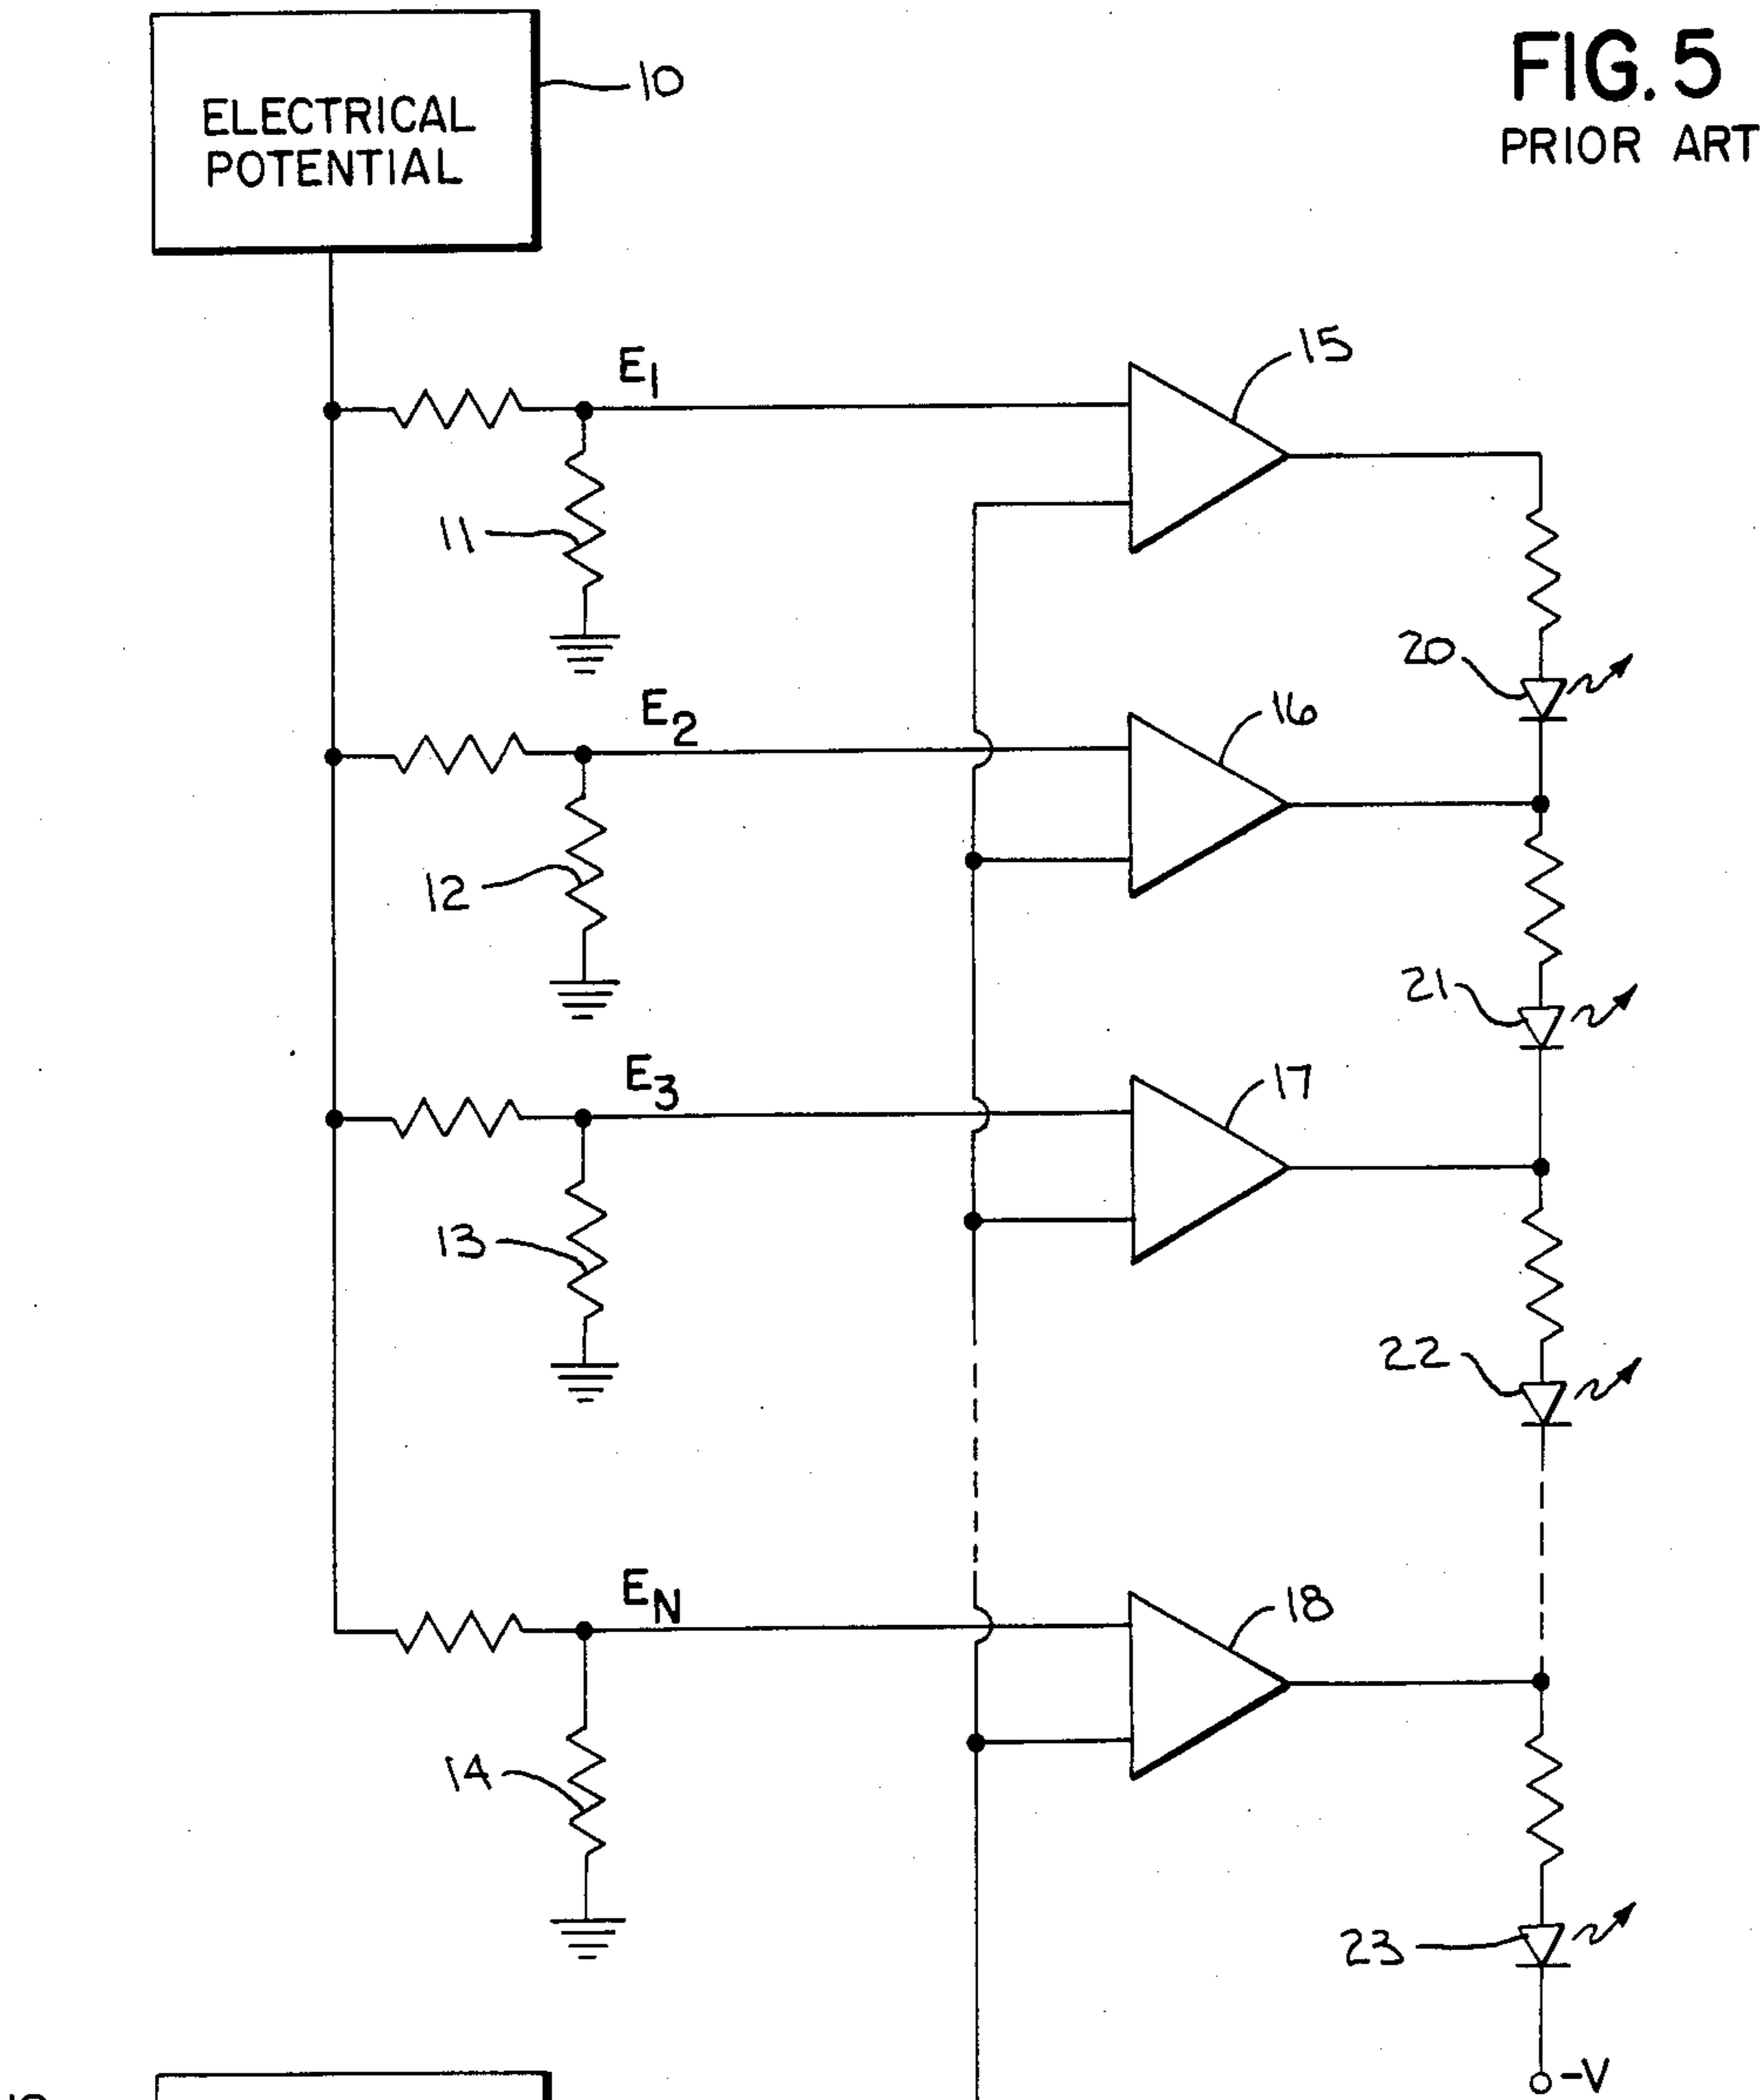 FIG. 5
PRIOR ART
10
ELECTRICAL
POTENTIAL
E1
15
11
20
E2
16
12
21
E3
17
13
22
EN
18
14
23
-V